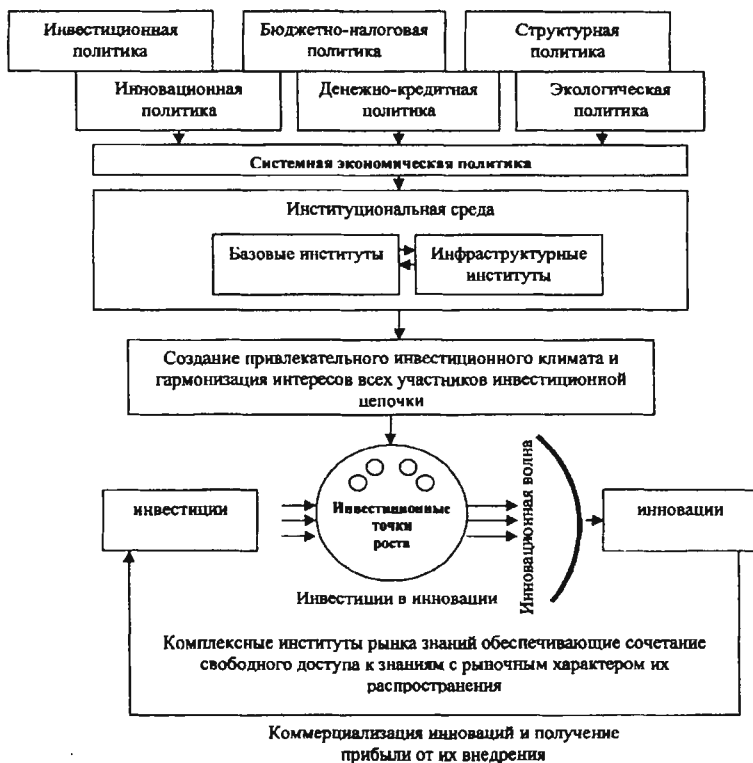 Инвестиционная
политика
Бюджетно-налоговая
политика
Структурная
политика
Инновационная
политика
Денежно-кредитная
политика
Экологическая
политика
Системная экономическая политика
Институциональная среда
Базовые институты
Инфраструктурные
институты
Создание привлекательного инвестиционного климата и
гармонизация интересов всех участников инвестиционной
цепочки
инвестиции
Инвестиционные
точки
роста
Инновационная волна
инновации
Инвестиции в инновации
Комплексные институты рынка знаний обеспечивающие сочетание
свободного доступа к знаниям с рыночным характером их
распространения
Коммерциализация инноваций и получение
прибыли от их внедрения